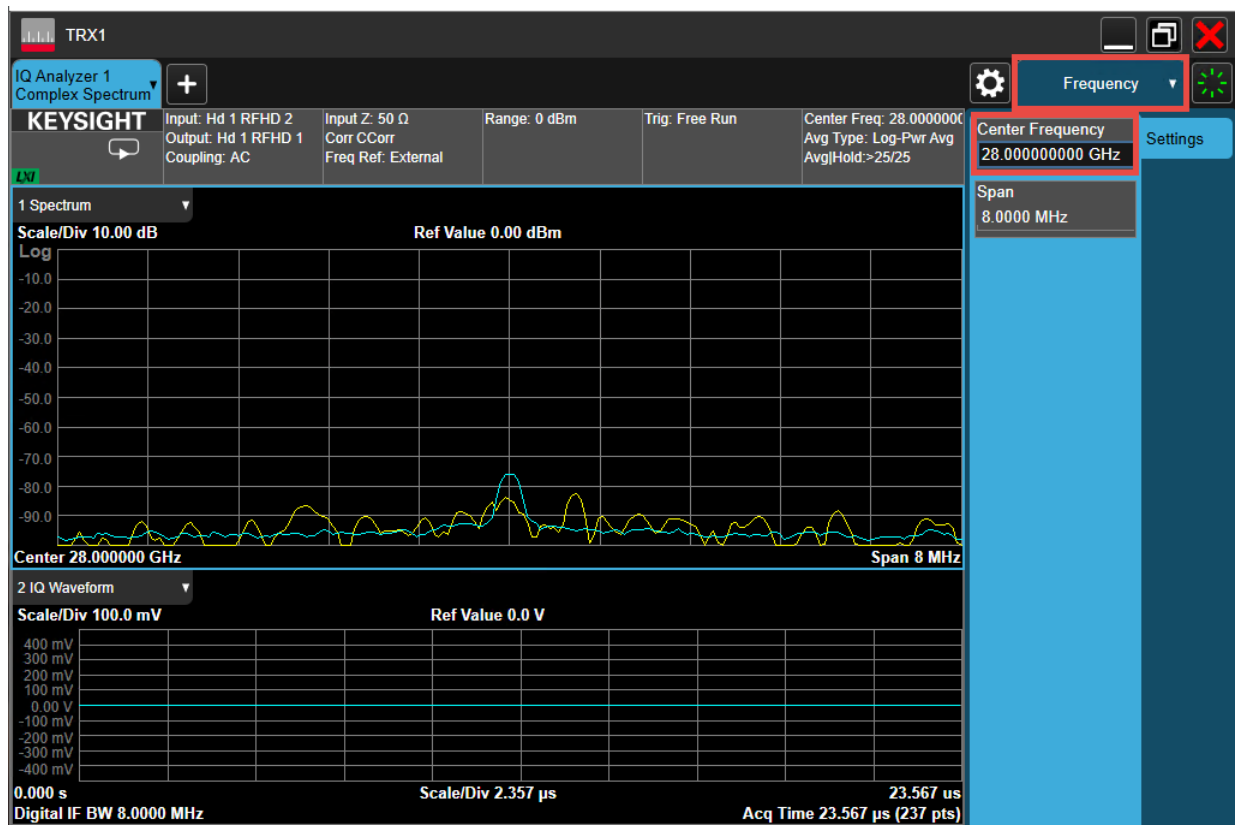 TRX1
IQ Analyzer 1
Complex Spectrum
Frequency
KEYSIGHT
LXI
Input: Hd 1 RFHD 2
Output: Hd 1 RFHD 1
Coupling: AC
Input Z: 50 Ω
Corr CCorr
Freq Ref: External
Range: 0 dBm
Trig: Free Run
Center Freq: 28.000000(
Avg Type: Log-Pwr Avg
Avg|Hold:>25/25
Center Frequency
28.000000000 GHz
Settings
Span
8.0000 MHz
1 Spectrum
Scale/Div 10.00 dB
Ref Value 0.00 dBm
Log
-10.0
-20.0
-30.0
-40.0
-50.0
-60.0
-70.0
-80.0
-90.0
Center 28.000000 GHz
Span 8 MHz
2 IQ Waveform
Scale/Div 100.0 mV
Ref Value 0.0 V
400 mV
300 mV
200 mV
100 mV
0.00 V
-100 mV
-200 mV
-300 mV
-400 mV
0.000 s
Scale/Div 2.357 µs
23.567 us
Digital IF BW 8.0000 MHz
Acq Time 23.567 µs (237 pts)